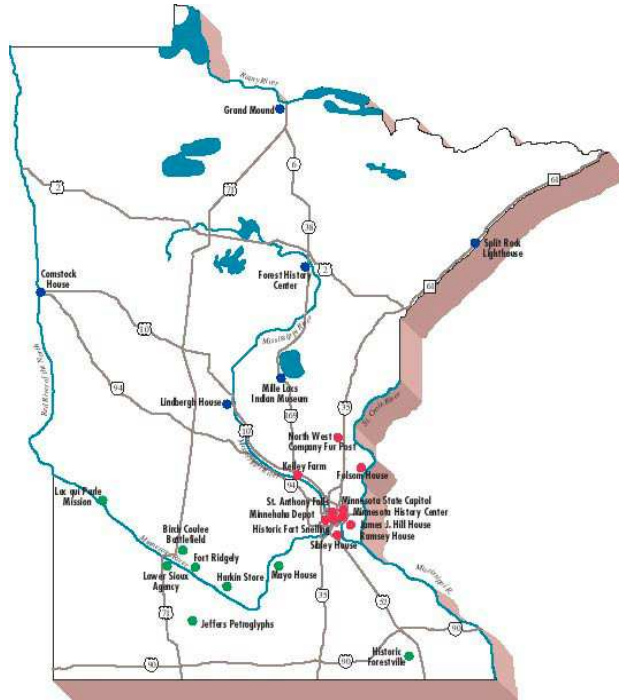 Rainy River
Grand Mound
6
2
71
61
38
Split Rock
Lighthouse
Forest History
Center
2
Comstock
House
61
10
Mississippi River
Red River of the North
94
Mille Lacs
Indian Museum
St. Croix River
Lindbergh House
169
35
10
North West
Company Fur Post
Mississippi River
Kelley Farm
Folsom House
94
Lac qui Parle
Mission
St. Anthony Falls
Minnesota State Capitol
Minnehaha Depot
Minnesota History Center
Historic Fort Snelling
James J. Hill House
Ramsey House
Sibley House
Birch Coulee
Battlefield
Minnesota River
Fort Ridgely
Lower Sioux
Agency
Harkin Store
Mayo House
Mississippi R.
35
52
71
Jeffers Petroglyphs
90
Historic
Forestville
90
90